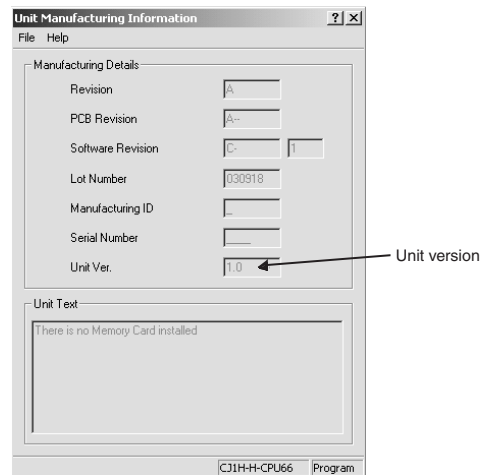 Unit Manufacturing Information ? ×
File Help
Manufacturing Details
Revision A
PCB Revision A--
Software Revision C- 1
Lot Number 030918
Manufacturing ID _
Serial Number ____
Unit Ver. 1.0
Unit version
Unit Text
There is no Memory Card installed
CJ1H-H-CPU66 Program